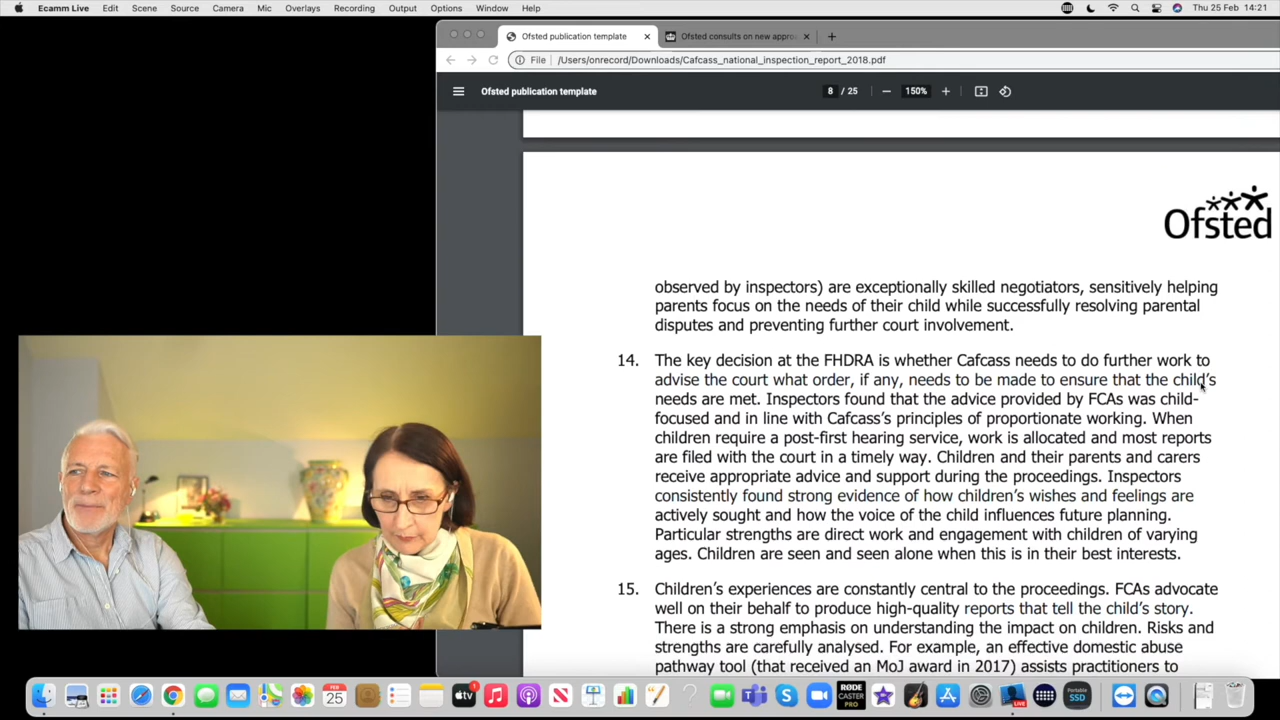 Ecamm Live Edit Scene Source Camera Mic Overlays Recording Output Options Window Help Thu 25 Feb 14:21
Ofsted publication template Ofsted consults on new appro
File /Users/onrecord/Downloads/Cafcass_national_inspection_report_2018.pdf
Ofsted publication template 8 / 25 150%
Ofsted
observed by inspectors) are exceptionally skilled negotiators, sensitively helping
parents focus on the needs of their child while successfully resolving parental
disputes and preventing further court involvement.
14. The key decision at the FHDRA is whether Cafcass needs to do further work to
advise the court what order, if any, needs to be made to ensure that the child's
needs are met. Inspectors found that the advice provided by FCAs was child-
focused and in line with Cafcass's principles of proportionate working. When
children require a post-first hearing service, work is allocated and most reports
are filed with the court in a timely way. Children and their parents and carers
receive appropriate advice and support during the proceedings. Inspectors
consistently found strong evidence of how children's wishes and feelings are
actively sought and how the voice of the child influences future planning.
Particular strengths are direct work and engagement with children of varying
ages. Children are seen and seen alone when this is in their best interests.
15. Children's experiences are constantly central to the proceedings. FCAs advocate
well on their behalf to produce high-quality reports that tell the child's story.
There is a strong emphasis on understanding the impact on children. Risks and
strengths are carefully analysed. For example, an effective domestic abuse
pathway tool (that received an MoJ award in 2017) assists practitioners to
FEB
25
tv
RØDE
CASTER
PRO
LIVE
Portable
SSD